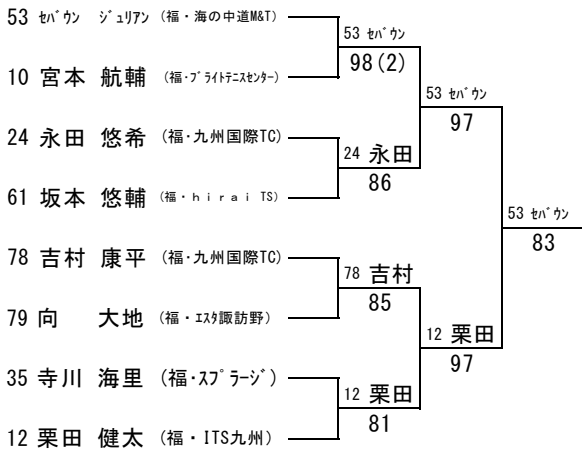 53 ｾﾊﾞｳﾝ ｼﾞｭﾘｱﾝ (福・海の中道M&T)
53 ｾﾊﾞｳﾝ
98(2)
10 宮本 航輔 (福・ﾌﾞﾗｲﾄﾃﾆｽｾﾝﾀｰ)
53 ｾﾊﾞｳﾝ
97
24 永田 悠希 (福・九州国際TC)
24 永田
86
61 坂本 悠輔 (福・ｈｉｒａｉ TS)
53 ｾﾊﾞｳﾝ
83
78 吉村 康平 (福・九州国際TC)
78 吉村
85
79 向 大地 (福・ｴｽﾀ諏訪野)
12 栗田
97
35 寺川 海里 (福・ｽﾌﾟﾗｰｼﾞ)
12 栗田
81
12 栗田 健太 (福・ITS九州)